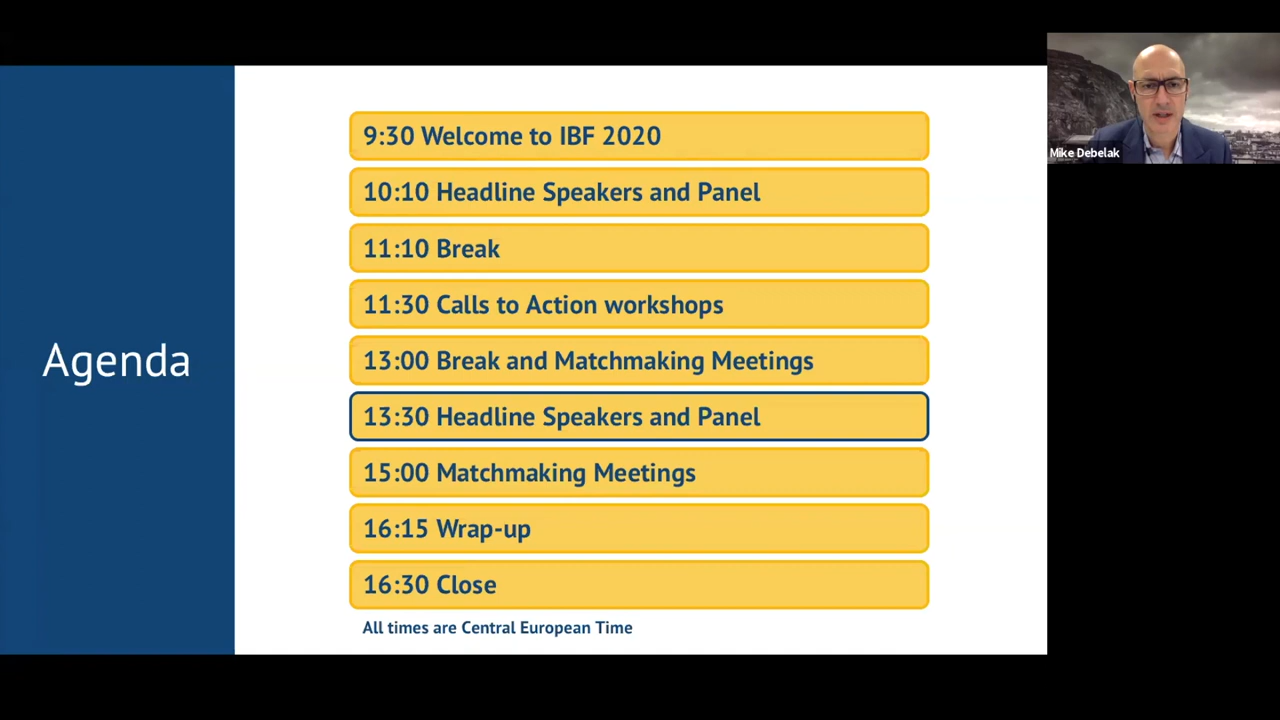 Agenda
9:30 Welcome to IBF 2020
10:10 Headline Speakers and Panel
11:10 Break
11:30 Calls to Action workshops
13:00 Break and Matchmaking Meetings
13:30 Headline Speakers and Panel
15:00 Matchmaking Meetings
16:15 Wrap-up
16:30 Close
All times are Central European Time
Mike Debelak